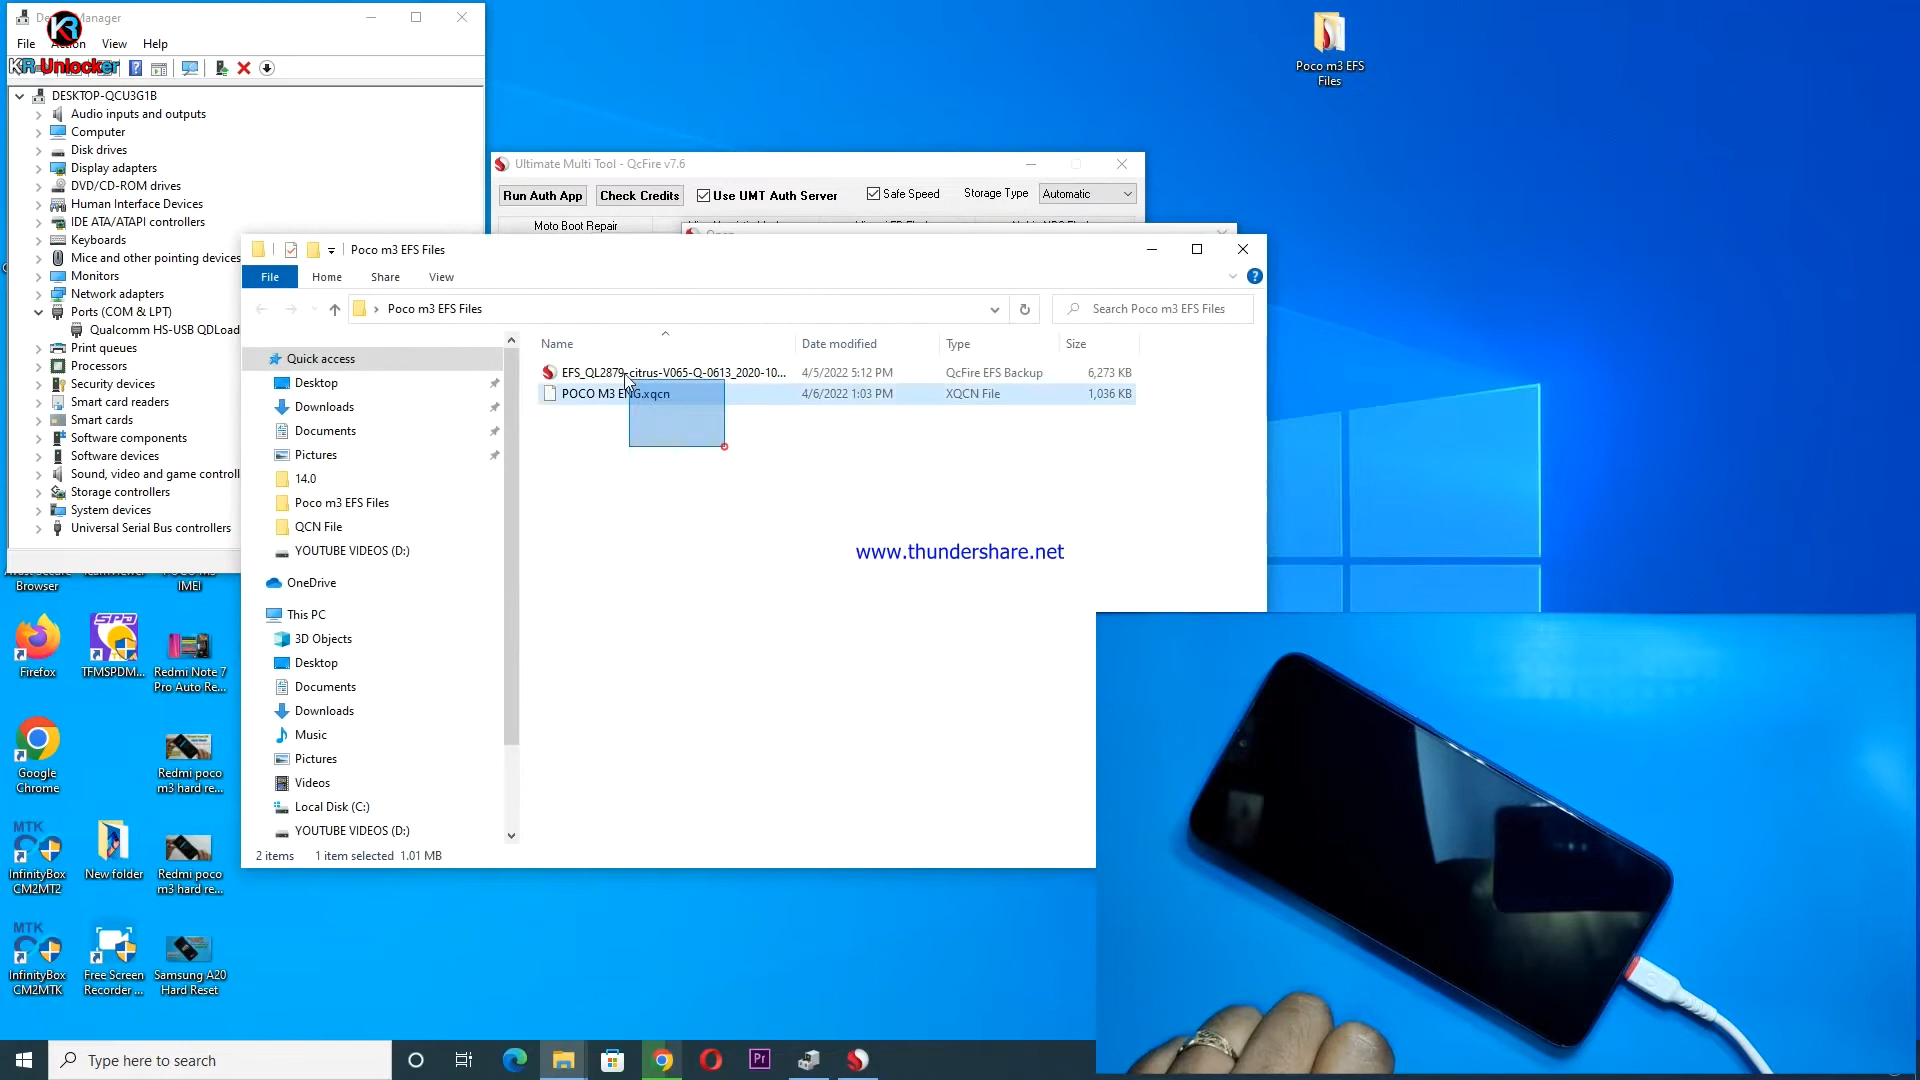 KR
KR Unlocker
Manager
File
Action
View
Help
DESKTOP-QCU3G1B
Audio inputs and outputs
Computer
Disk drives
Display adapters
DVD/CD-ROM drives
Human Interface Devices
IDE ATA/ATAPI controllers
Keyboards
Mice and other pointing devices
Monitors
Network adapters
Ports (COM & LPT)
Qualcomm HS-USB QDLoad
Print queues
Processors
Security devices
Smart card readers
Smart cards
Software components
Software devices
Sound, video and game controll
Storage controllers
System devices
Universal Serial Bus controllers
Poco m3 EFS
Files
Ultimate Multi Tool - QcFire v7.6
Run Auth App
Check Credits
Use UMT Auth Server
Safe Speed
Storage Type
Automatic
Moto Boot Repair
Poco m3 EFS Files
File
Home
Share
View
Poco m3 EFS Files
Search Poco m3 EFS Files
Quick access
Desktop
Downloads
Documents
Pictures
14.0
Poco m3 EFS Files
QCN File
YOUTUBE VIDEOS (D:)
OneDrive
This PC
3D Objects
Desktop
Documents
Downloads
Music
Pictures
Videos
Local Disk (C:)
YOUTUBE VIDEOS (D:)
Name
Date modified
Type
Size
EFS_QL2879-citrus-V065-Q-0613_2020-10...
4/5/2022 5:12 PM
QcFire EFS Backup
6,273 KB
POCO M3 ENG.xqcn
4/6/2022 1:03 PM
XQCN File
1,036 KB
www.thundershare.net
2 items
1 item selected 1.01 MB
Browser
IMEI
Firefox
SPD
TFMSPDM...
Redmi Note 7
Pro Auto Re...
Google
Chrome
Redmi poco
m3 hard re...
MTK
InfinityBox
CM2MT2
New folder
Redmi poco
m3 hard re...
MTK
InfinityBox
CM2MTK
Free Screen
Recorder ...
Samsung A20
Hard Reset
Type here to search
Pr